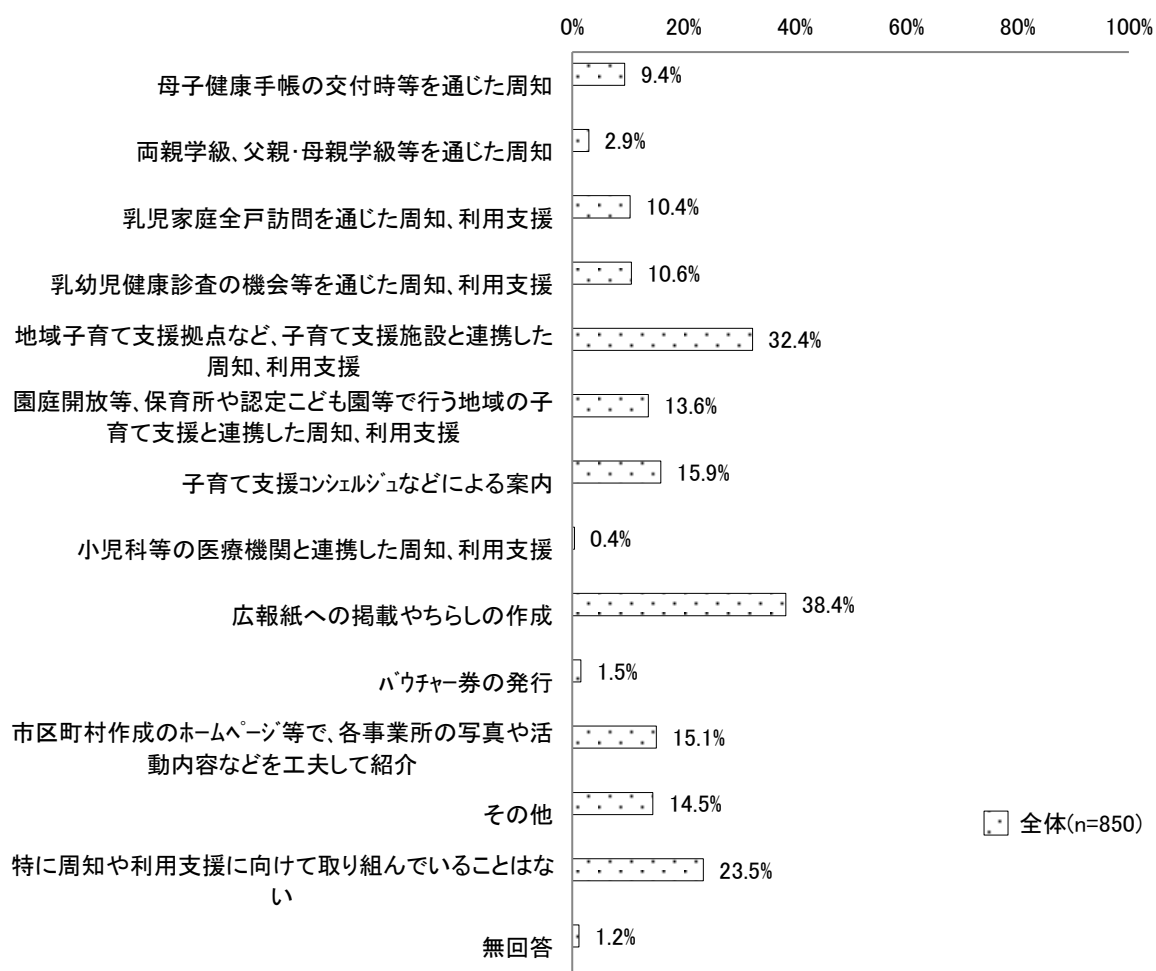 0% 20% 40% 60% 80% 100%
母子健康手帳の交付時等を通じた周知 9.4%
両親学級、父親・母親学級等を通じた周知 2.9%
乳児家庭全戸訪問を通じた周知、利用支援 10.4%
乳幼児健康診査の機会等を通じた周知、利用支援 10.6%
地域子育て支援拠点など、子育て支援施設と連携した
周知、利用支援
32.4%
園庭開放等、保育所や認定こども園等で行う地域の子
育て支援と連携した周知、利用支援
13.6%
子育て支援ｺﾝｼｪﾙｼﾞｭなどによる案内 15.9%
小児科等の医療機関と連携した周知、利用支援 0.4%
広報紙への掲載やちらしの作成 38.4%
ﾊﾞｳﾁｬｰ券の発行 1.5%
市区町村作成のﾎｰﾑﾍﾟｰｼﾞ等で、各事業所の写真や活
動内容などを工夫して紹介
15.1%
その他 14.5%
全体(n=850)
特に周知や利用支援に向けて取り組んでいることはな
い
23.5%
無回答 1.2%